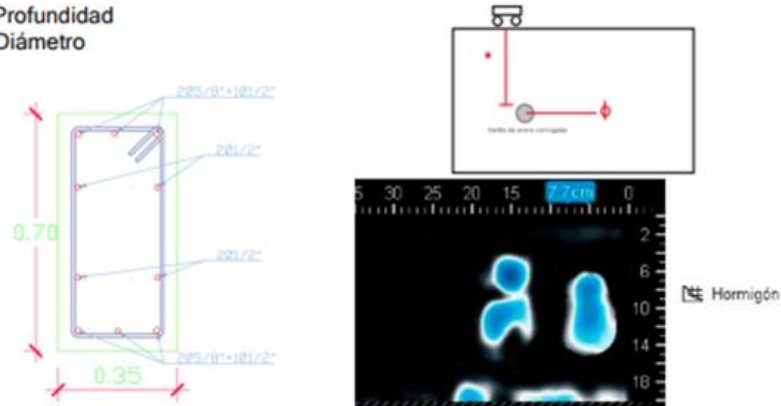 Profundidad
Diámetro
2Ø5/8"+1Ø1/2"
2Ø1/2"
0.70
2Ø1/2"
2Ø5/8"+1Ø1/2"
0.35
Varilla de acero corrugada
5 30 25 20 15 7.7cm 0
2
6
10
14
18
Hormigón